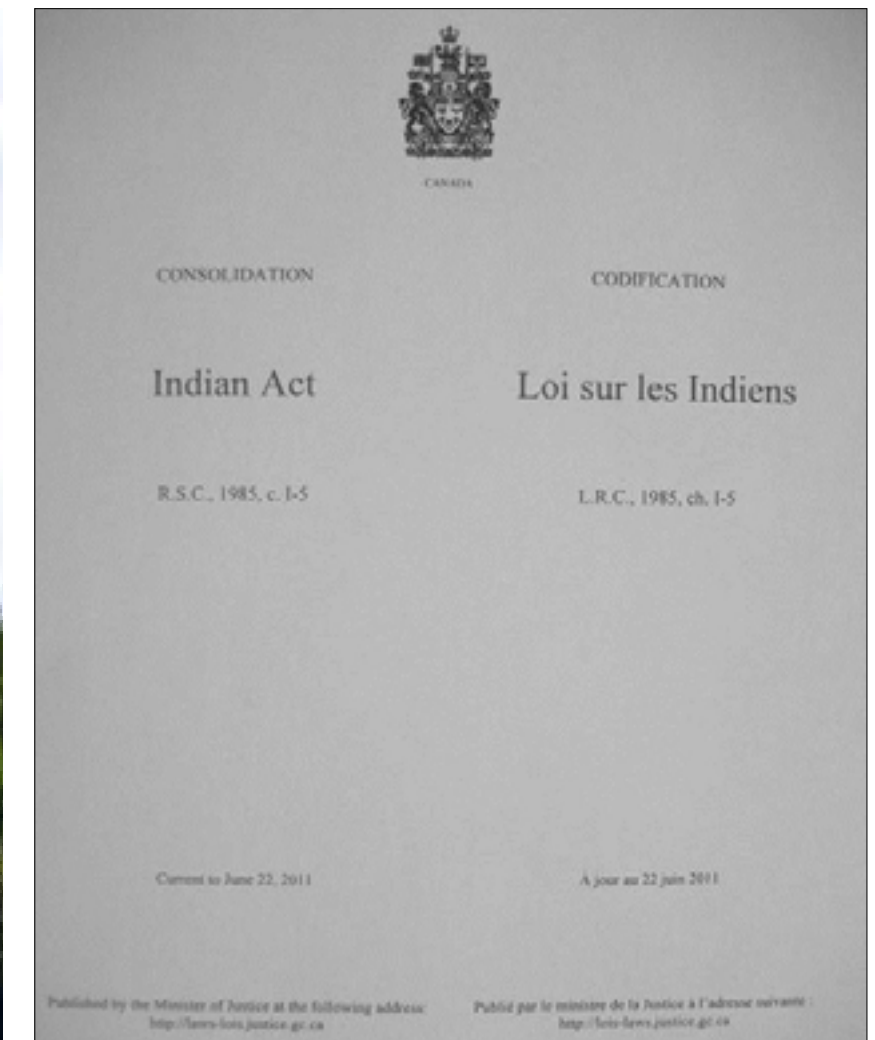 CANADA
CONSOLIDATION
CODIFICATION
Indian Act
Loi sur les Indiens
R.S.C., 1985, c. I-5
L.R.C., 1985, ch. I-5
Current to June 22, 2011
À jour au 22 juin 2011
Published by the Minister of Justice at the following address:
http://laws-lois.justice.gc.ca
Publié par le ministre de la Justice à l'adresse suivante :
http://lois-laws.justice.gc.ca